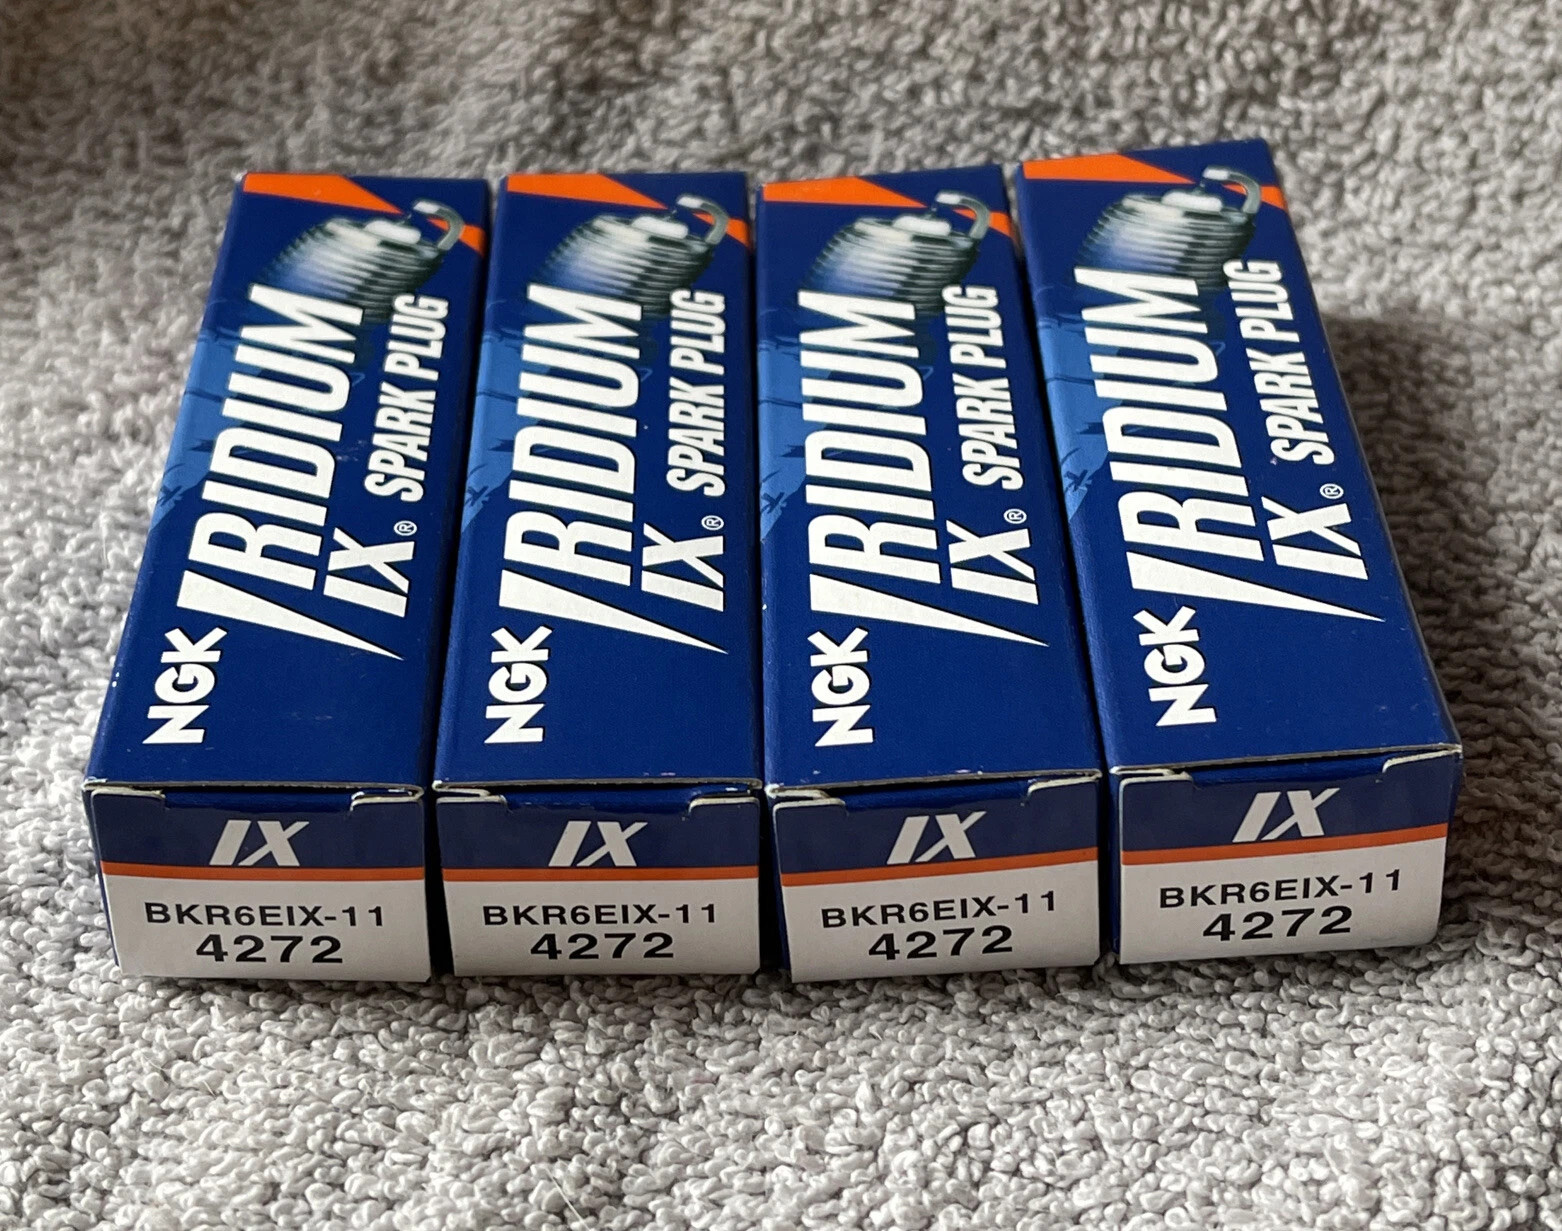 NGK IRIDIUM
IX® SPARK PLUG
IX
BKR6EIX-11
4272
NGK IRIDIUM
IX® SPARK PLUG
IX
BKR6EIX-11
4272
NGK IRIDIUM
IX® SPARK PLUG
IX
BKR6EIX-11
4272
NGK IRIDIUM
IX® SPARK PLUG
IX
BKR6EIX-11
4272